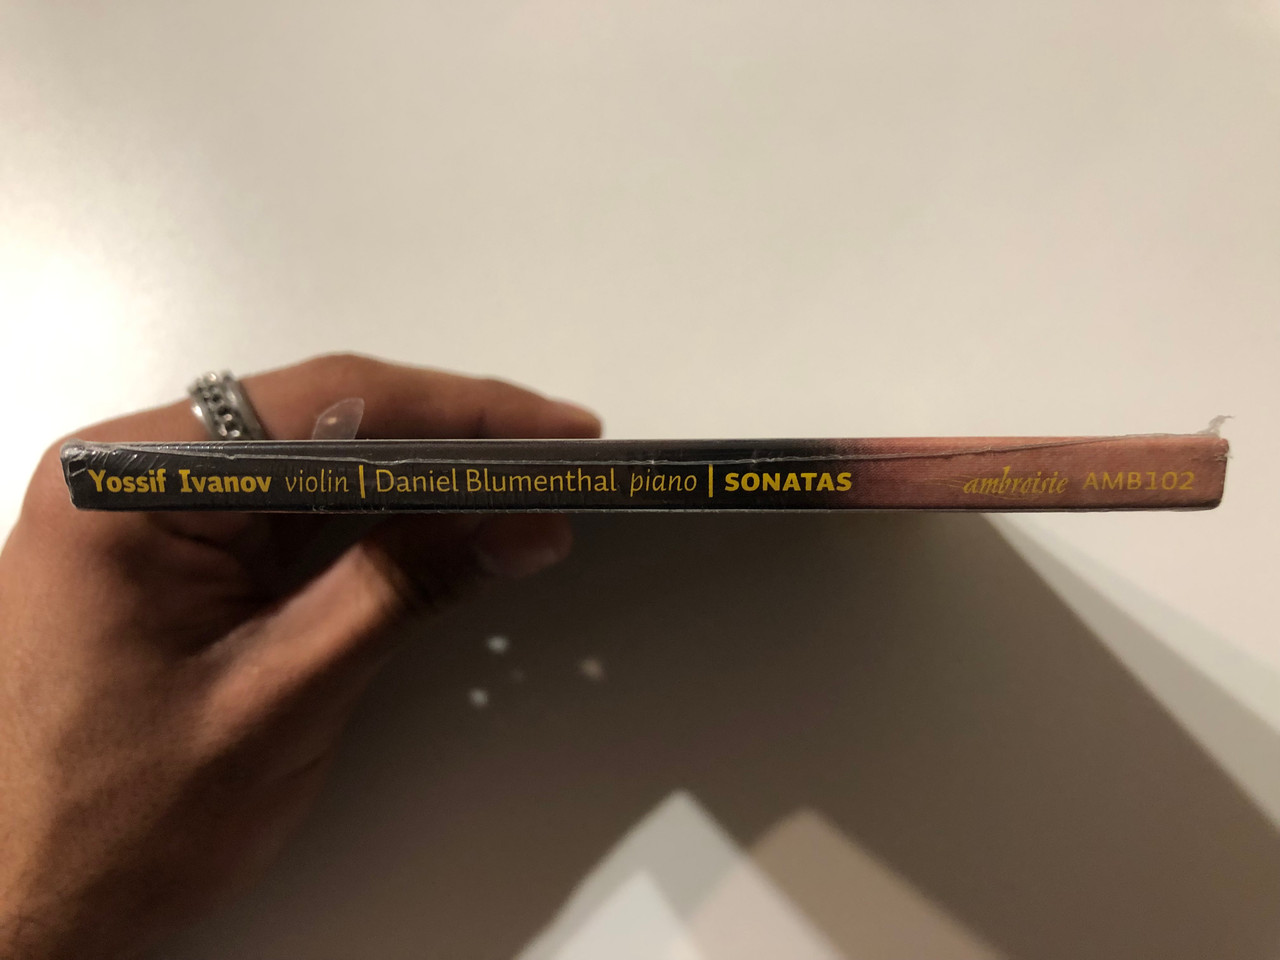 Yossif Ivanov violin | Daniel Blumenthal piano | SONATAS ambroisie AMB102